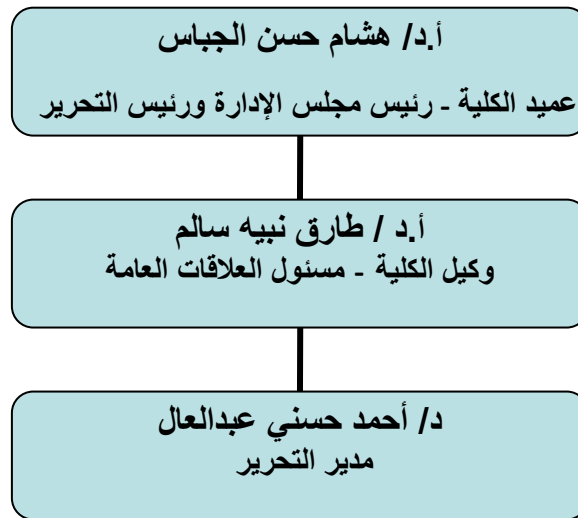 أ.د/ هشام حسن الجباس
عميد الكلية - رئيس مجلس الإدارة ورئيس التحرير
أ.د / طارق نبيه سالم
وكيل الكلية - مسئول العلاقات العامة
د/ أحمد حسني عبدالعال
مدير التحرير